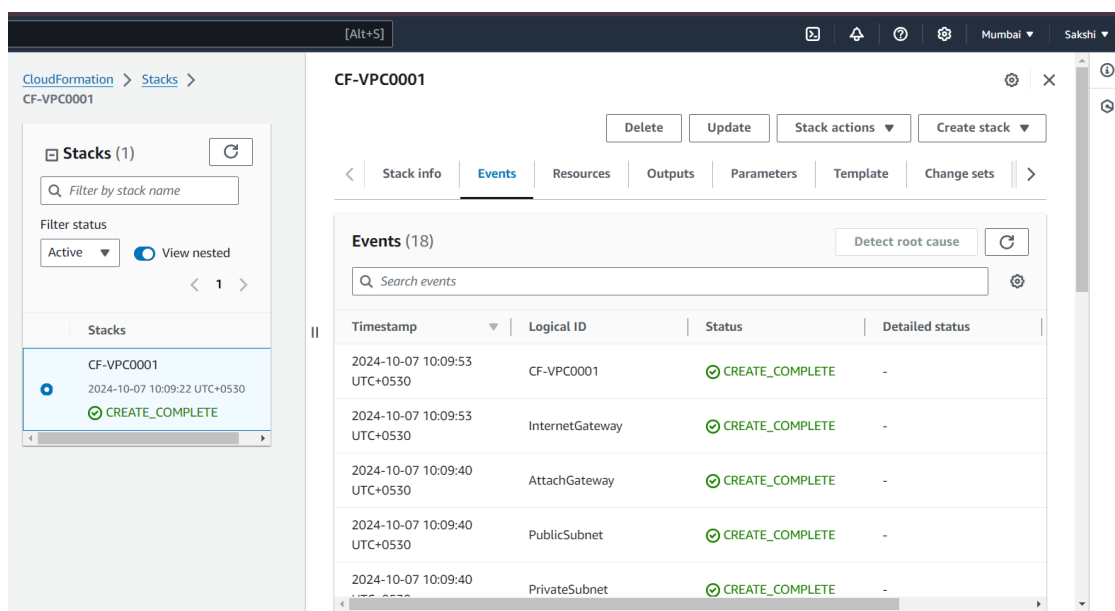 [Alt+S]
Mumbai ▼
Sakshi ▼
CloudFormation > Stacks >
CF-VPC0001
Stacks (1)
Filter by stack name
Filter status
Active ▼
View nested
< 1 >
Stacks
CF-VPC0001
2024-10-07 10:09:22 UTC+0530
CREATE_COMPLETE
CF-VPC0001
Delete
Update
Stack actions ▼
Create stack ▼
Stack info
Events
Resources
Outputs
Parameters
Template
Change sets
Events (18)
Detect root cause
Search events
Timestamp
Logical ID
Status
Detailed status
2024-10-07 10:09:53
UTC+0530
CF-VPC0001
CREATE_COMPLETE
-
2024-10-07 10:09:53
UTC+0530
InternetGateway
CREATE_COMPLETE
-
2024-10-07 10:09:40
UTC+0530
AttachGateway
CREATE_COMPLETE
-
2024-10-07 10:09:40
UTC+0530
PublicSubnet
CREATE_COMPLETE
-
2024-10-07 10:09:40
PrivateSubnet
CREATE_COMPLETE
-